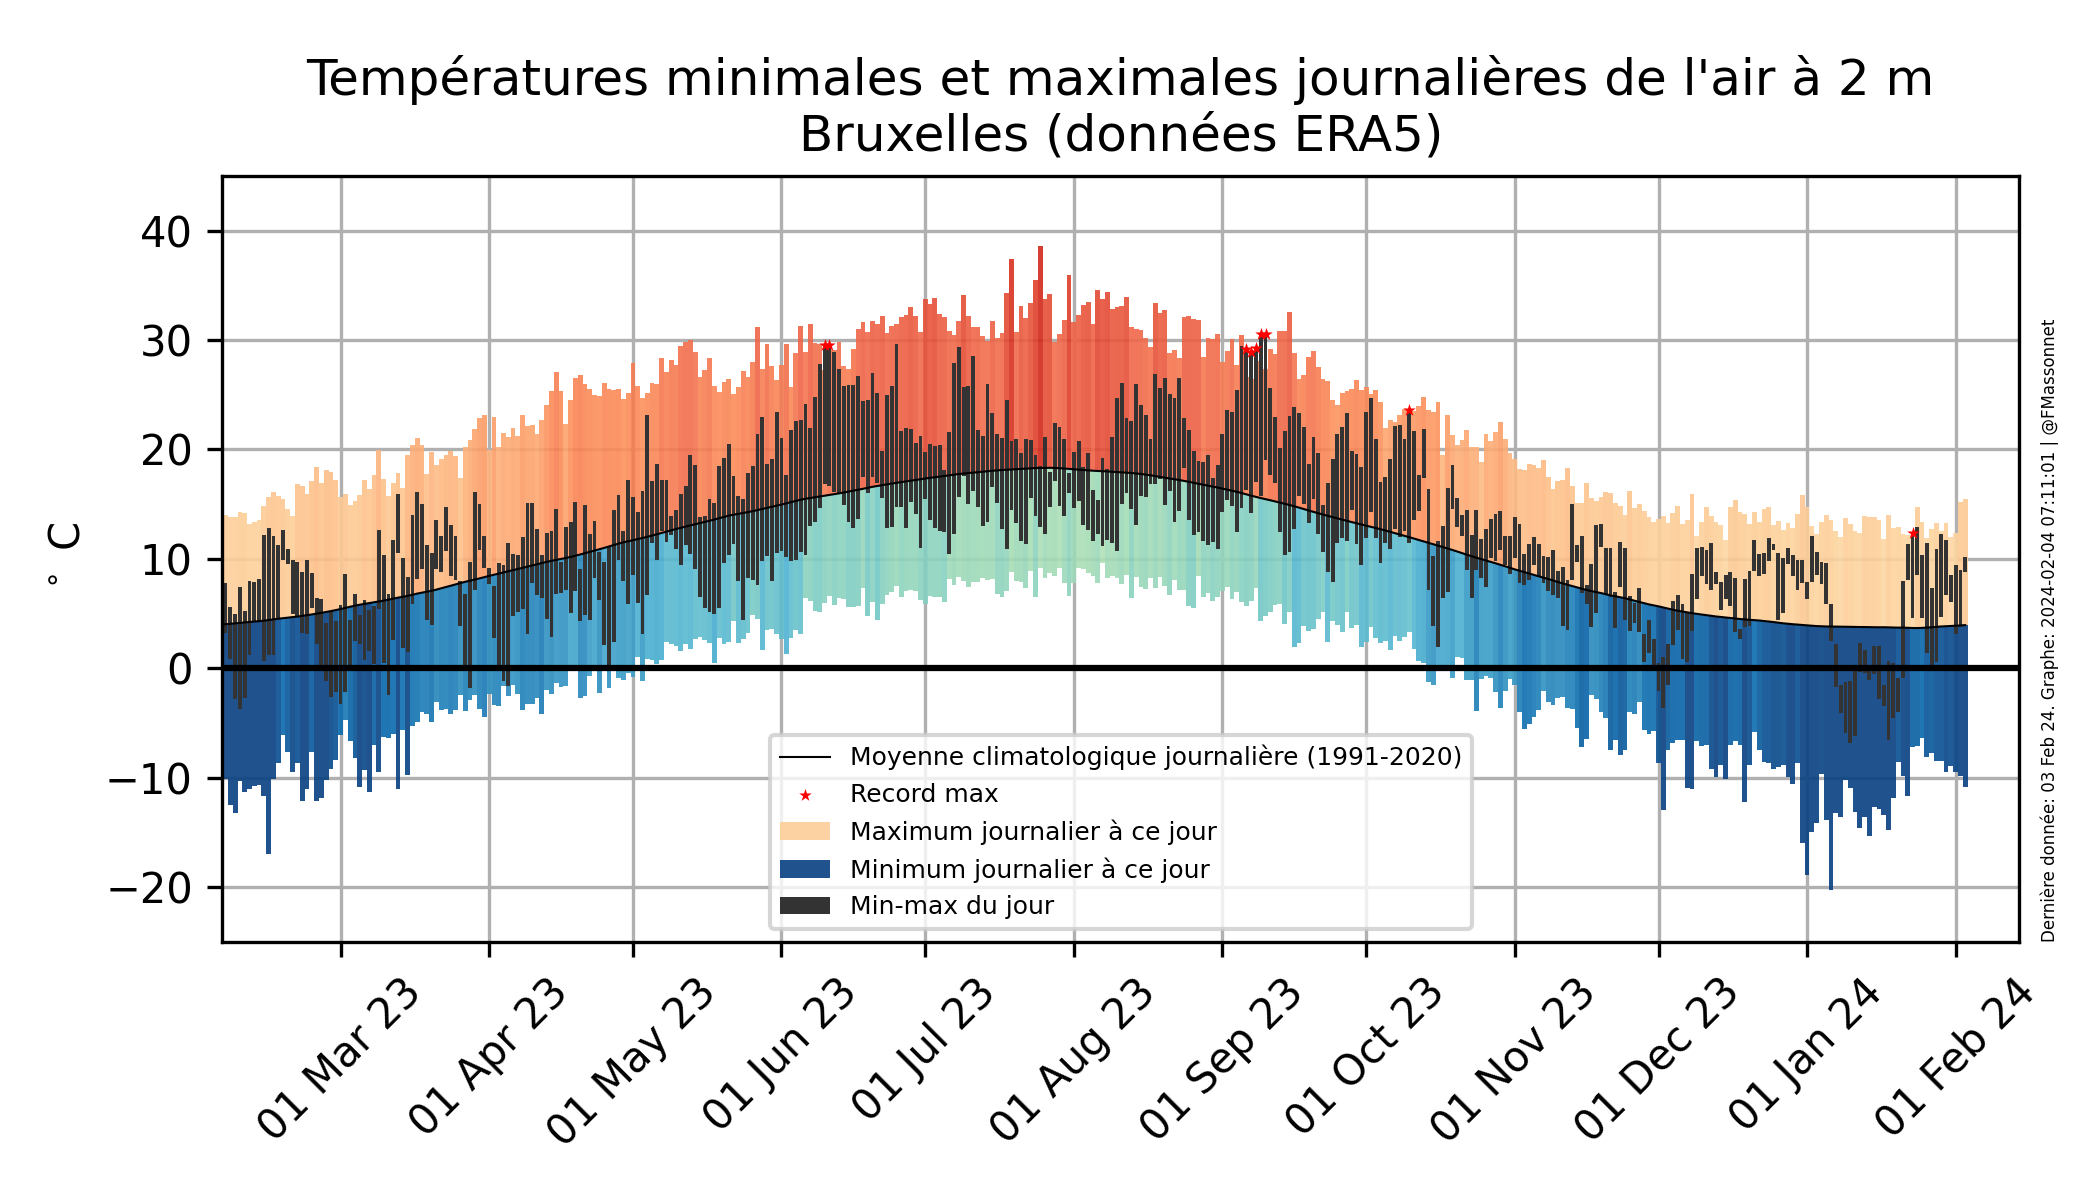 Températures minimales et maximales journalières de l'air à 2 m
Bruxelles (données ERA5)
° C
40
30
20
10
0
−10
−20
Moyenne climatologique journalière (1991-2020)
Record max
Maximum journalier à ce jour
Minimum journalier à ce jour
Min-max du jour
01 Mar 23
01 Apr 23
01 May 23
01 Jun 23
01 Jul 23
01 Aug 23
01 Sep 23
01 Oct 23
01 Nov 23
01 Dec 23
01 Jan 24
01 Feb 24
Dernière donnée: 03 Feb 24. Graphe: 2024-02-04 07:11:01 | @FMassonnet